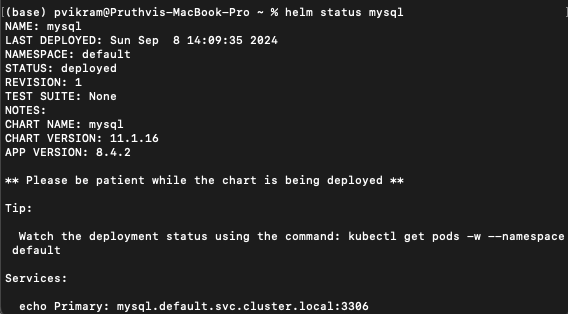 (base) pvikram@Pruthvis-MacBook-Pro ~ % helm status mysql
NAME: mysql
LAST DEPLOYED: Sun Sep  8 14:09:35 2024
NAMESPACE: default
STATUS: deployed
REVISION: 1
TEST SUITE: None
NOTES:
CHART NAME: mysql
CHART VERSION: 11.1.16
APP VERSION: 8.4.2
** Please be patient while the chart is being deployed **
Tip:
Watch the deployment status using the command: kubectl get pods -w --namespace
default
Services:
echo Primary: mysql.default.svc.cluster.local:3306